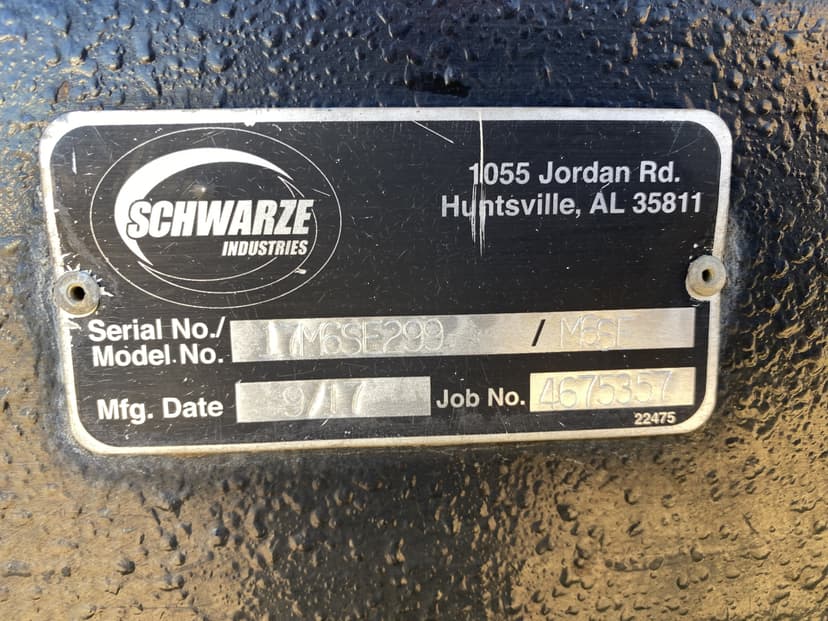 SCHWARZE
INDUSTRIES
1055 Jordan Rd.
Huntsville, AL 35811
Serial No./ 17M6SE299 / M6SE
Model No.
Mfg. Date 9/17 Job No. 4675357
22475